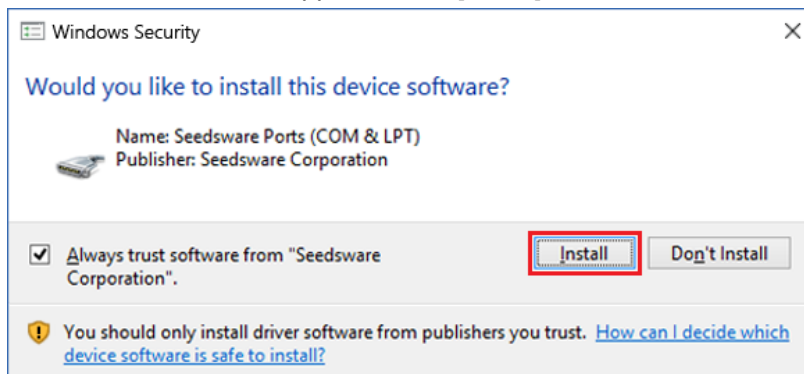 Windows Security
Would you like to install this device software?
Name: Seedsware Ports (COM & LPT)
Publisher: Seedsware Corporation
Always trust software from "Seedsware
Corporation".
Install
Don't Install
You should only install driver software from publishers you trust. How can I decide which
device software is safe to install?